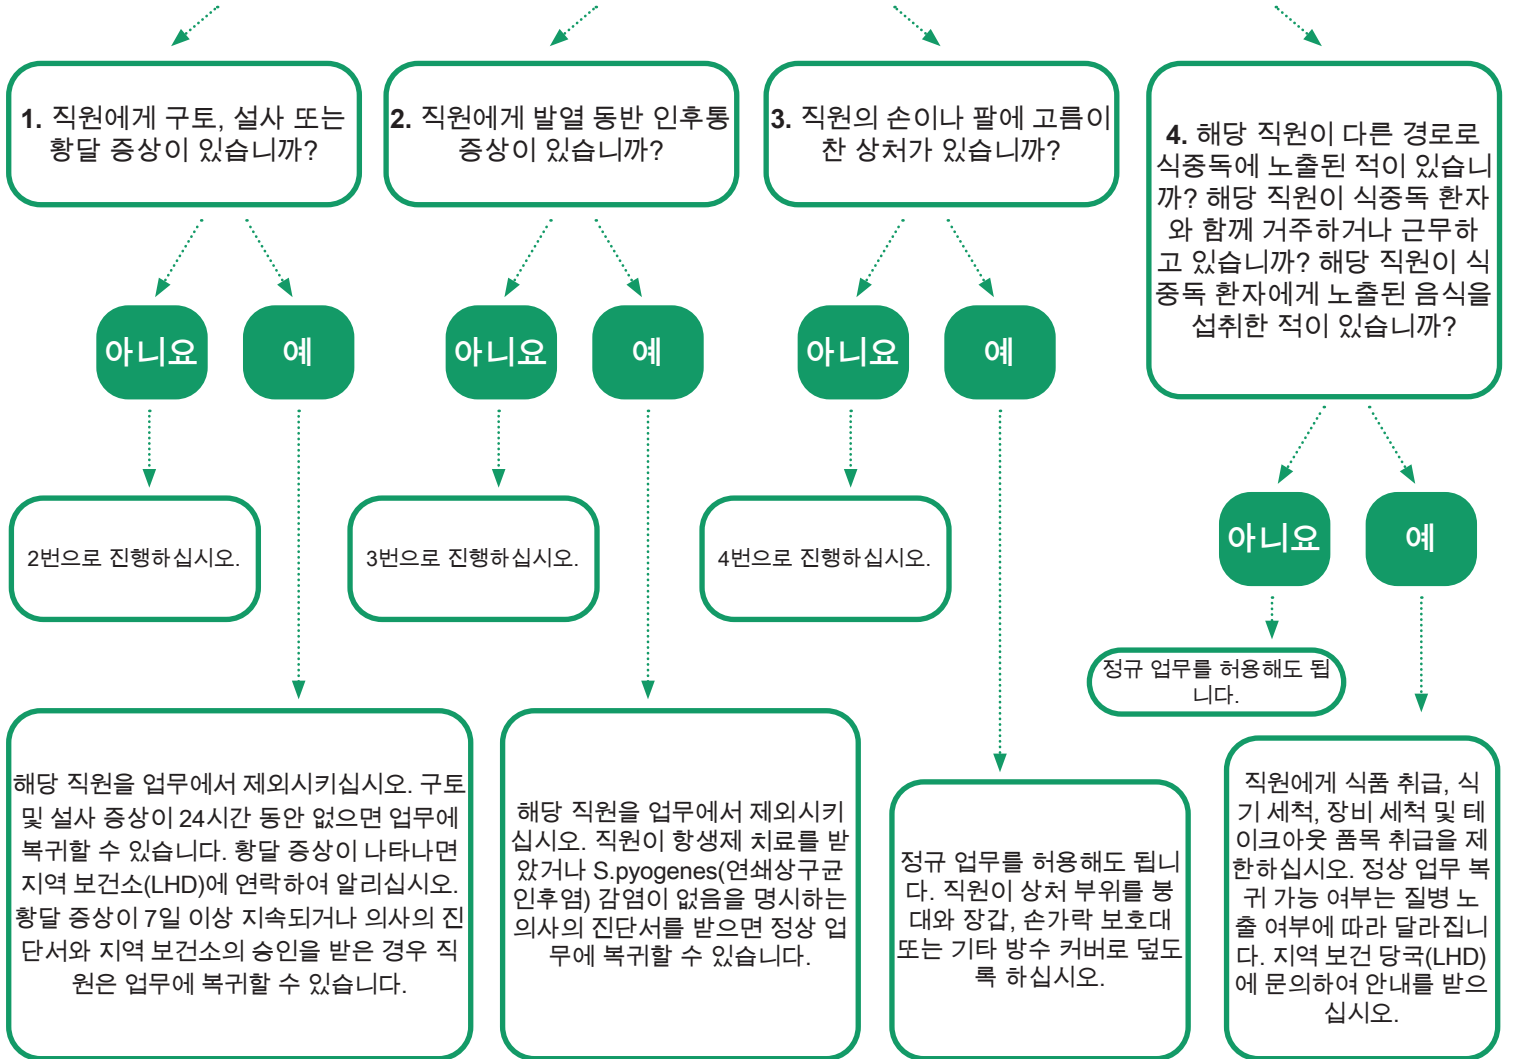 1. 직원에게 구토, 설사 또는
황달 증상이 있습니까?
2. 직원에게 발열 동반 인후통
증상이 있습니까?
3. 직원의 손이나 팔에 고름이
찬 상처가 있습니까?
4. 해당 직원이 다른 경로로
식중독에 노출된 적이 있습니
까? 해당 직원이 식중독 환자
와 함께 거주하거나 근무하
고 있습니까? 해당 직원이 식
중독 환자에게 노출된 음식을
섭취한 적이 있습니까?
아니요
예
아니요
예
아니요
예
아니요
예
2번으로 진행하십시오.
3번으로 진행하십시오.
4번으로 진행하십시오.
정규 업무를 허용해도 됩
니다.
해당 직원을 업무에서 제외시키십시오. 구토
및 설사 증상이 24시간 동안 없으면 업무에
복귀할 수 있습니다. 황달 증상이 나타나면
지역 보건소(LHD)에 연락하여 알리십시오.
황달 증상이 7일 이상 지속되거나 의사의 진
단서와 지역 보건소의 승인을 받은 경우 직
원은 업무에 복귀할 수 있습니다.
해당 직원을 업무에서 제외시키
십시오. 직원이 항생제 치료를 받
았거나 S.pyogenes(연쇄상구균
인후염) 감염이 없음을 명시하는
의사의 진단서를 받으면 정상 업
무에 복귀할 수 있습니다.
정규 업무를 허용해도 됩니
다. 직원이 상처 부위를 붕
대와 장갑, 손가락 보호대
또는 기타 방수 커버로 덮도
록 하십시오.
직원에게 식품 취급, 식
기 세척, 장비 세척 및 테
이크아웃 품목 취급을 제
한하십시오. 정상 업무 복
귀 가능 여부는 질병 노
출 여부에 따라 달라집니
다. 지역 보건 당국(LHD)
에 문의하여 안내를 받으
십시오.